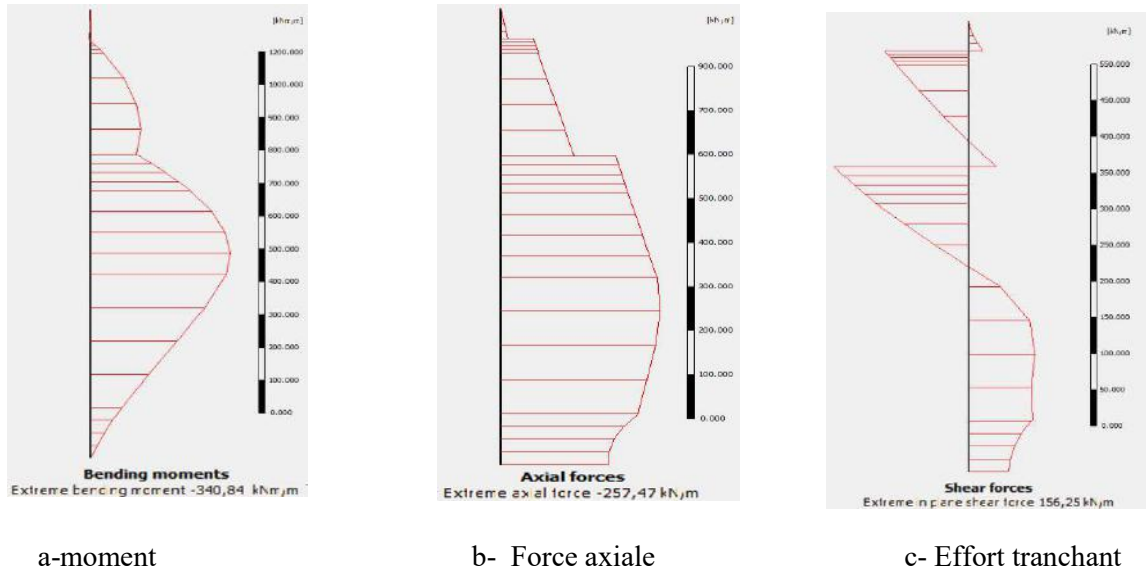 [kNm/m]
1200.000
1000.000
900.000
800.000
700.000
600.000
500.000
400.000
300.000
200.000
100.000
0.000
Bending moments
Extreme bending moment -340,84 kNm/m
a-moment
[kN/m]
900.000
800.000
700.000
600.000
500.000
400.000
300.000
200.000
100.000
0.000
Axial forces
Extreme axial force -257,47 kN/m
b- Force axiale
[kN/m]
550.000
450.000
400.000
350.000
300.000
250.000
200.000
150.000
100.000
50.000
0.000
Shear forces
Extreme in plane shear force 156,25 kN/m
c- Effort tranchant